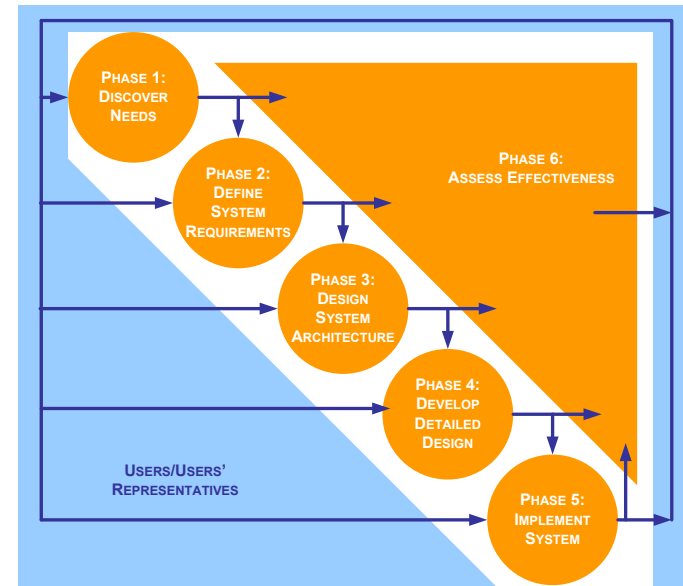 PHASE 1:
DISCOVER
NEEDS
PHASE 2:
DEFINE
SYSTEM
REQUIREMENTS
PHASE 6:
ASSESS EFFECTIVENESS
PHASE 3:
DESIGN
SYSTEM
ARCHITECTURE
PHASE 4:
DEVELOP
DETAILED
DESIGN
USERS/USERS'
REPRESENTATIVES
PHASE 5:
IMPLEMENT
SYSTEM